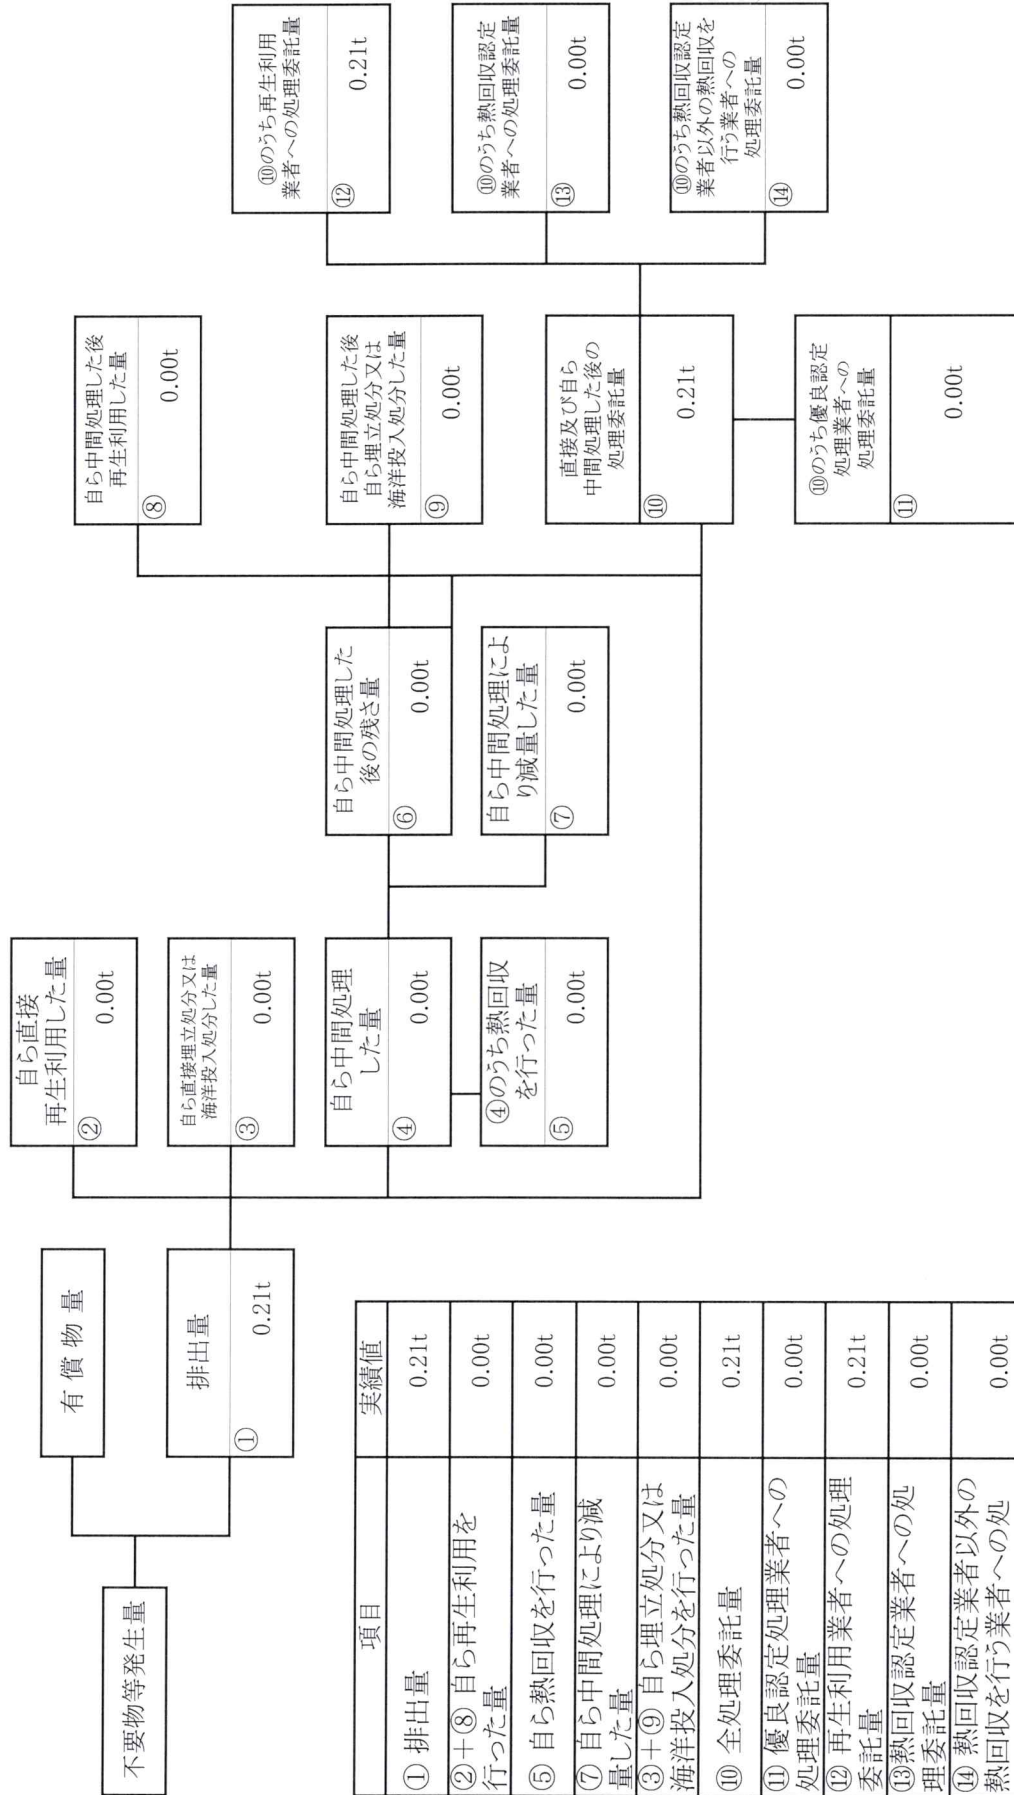 不要物等発生量
有 償 物 量
排出量
①
0.21t
自ら直接
再生利用した量
②
0.00t
自ら直接埋立処分又は
海洋投入処分した量
③
0.00t
自ら中間処理
した量
④
0.00t
④のうち熱回収
を行った量
⑤
0.00t
自ら中間処理した
後の残さ量
⑥
0.00t
自ら中間処理によ
り減量した量
⑦
0.00t
自ら中間処理した後
再生利用した量
⑧
0.00t
自ら中間処理した後
自ら埋立処分又は
海洋投入処分した量
⑨
0.00t
直接及び自ら
中間処理した後の
処理委託量
⑩
0.21t
⑩のうち優良認定
処理業者への
処理委託量
⑪
0.00t
⑩のうち再生利用
業者への処理委託量
⑫
0.21t
⑩のうち熱回収認定
業者への処理委託量
⑬
0.00t
⑩のうち熱回収認定
業者以外の熱回収を
行う業者への
処理委託量
⑭
0.00t
項目
実績値
① 排出量
0.21t
②+⑧ 自ら再生利用を
行った量
0.00t
⑤ 自ら熱回収を行った量
0.00t
⑦ 自ら中間処理により減
量した量
0.00t
③+⑨ 自ら埋立処分又は
海洋投入処分を行った量
0.00t
⑩ 全処理委託量
0.21t
⑪ 優良認定処理業者への
処理委託量
0.00t
⑫ 再生利用業者への処理
委託量
0.21t
⑬熱回収認定業者への処
理委託量
0.00t
⑭ 熱回収認定業者以外の
熱回収を行う業者への処
0.00t